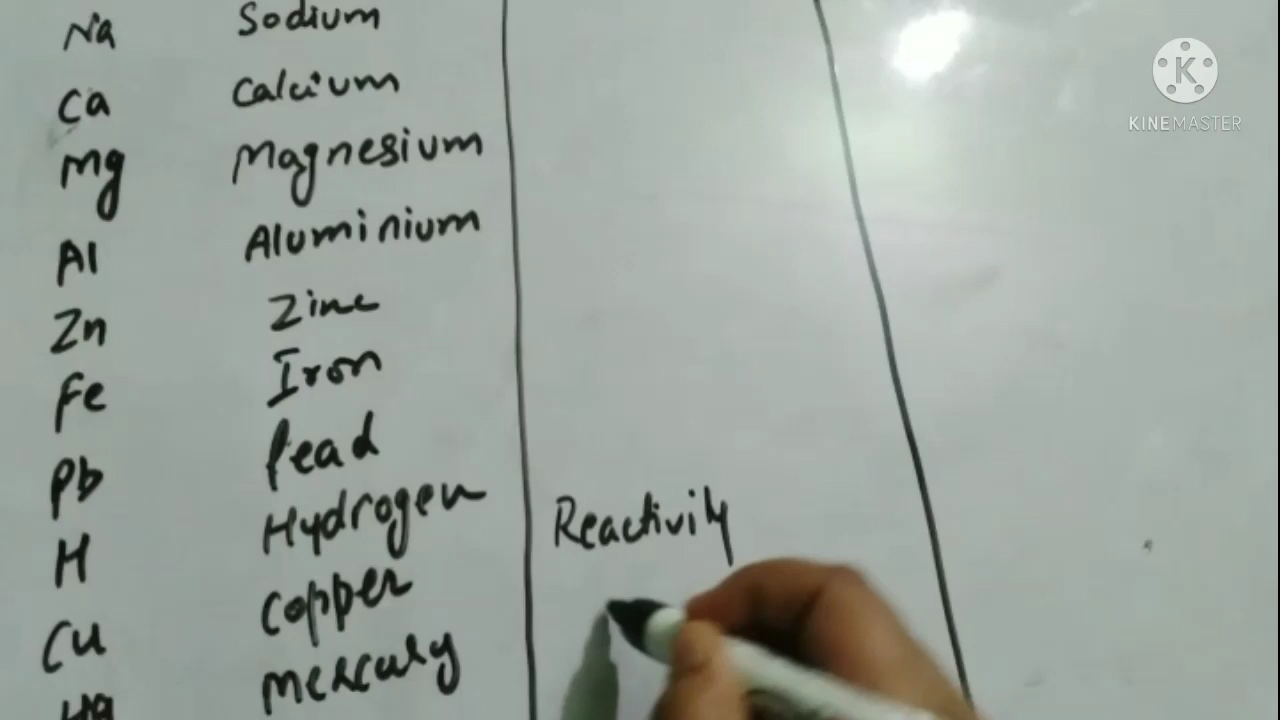 Na Sodium
Ca Calcium
Mg Magnesium
Al Aluminium
Zn Zinc
Fe Iron
Pb Lead
H Hydrogen
Reactivity
Cu Copper
Hg Mercury
K
KINEMASTER